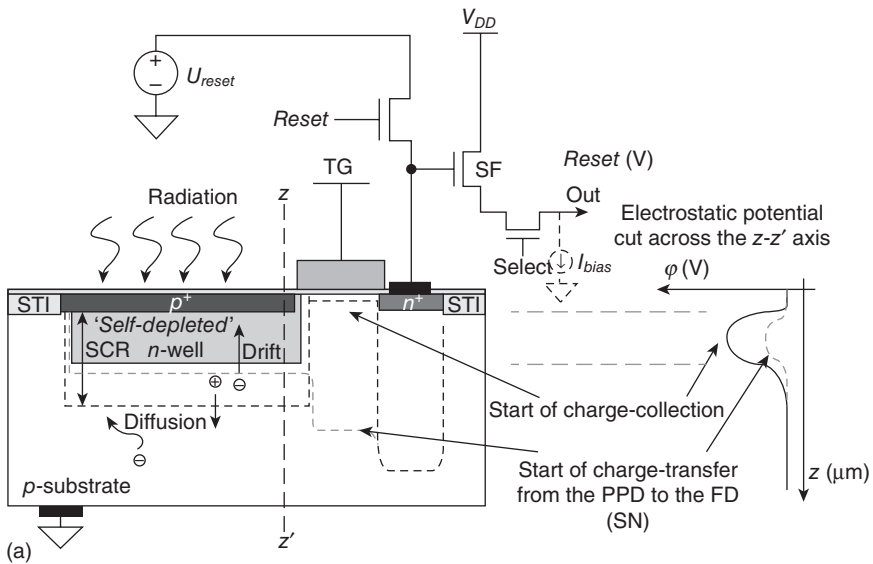 V_DD
+
−
U_reset
Reset
TG
SF
Reset (V)
Out
Radiation
z
Electrostatic potential
cut across the z-z′ axis
Select
I_bias
φ (V)
STI
p⁺
n⁺
STI
'Self-depleted'
SCR
n-well
Drift
⊕
⊖
Diffusion
⊖
Start of charge-collection
p-substrate
Start of charge-transfer
from the PPD to the FD
(SN)
z (μm)
z′
(a)